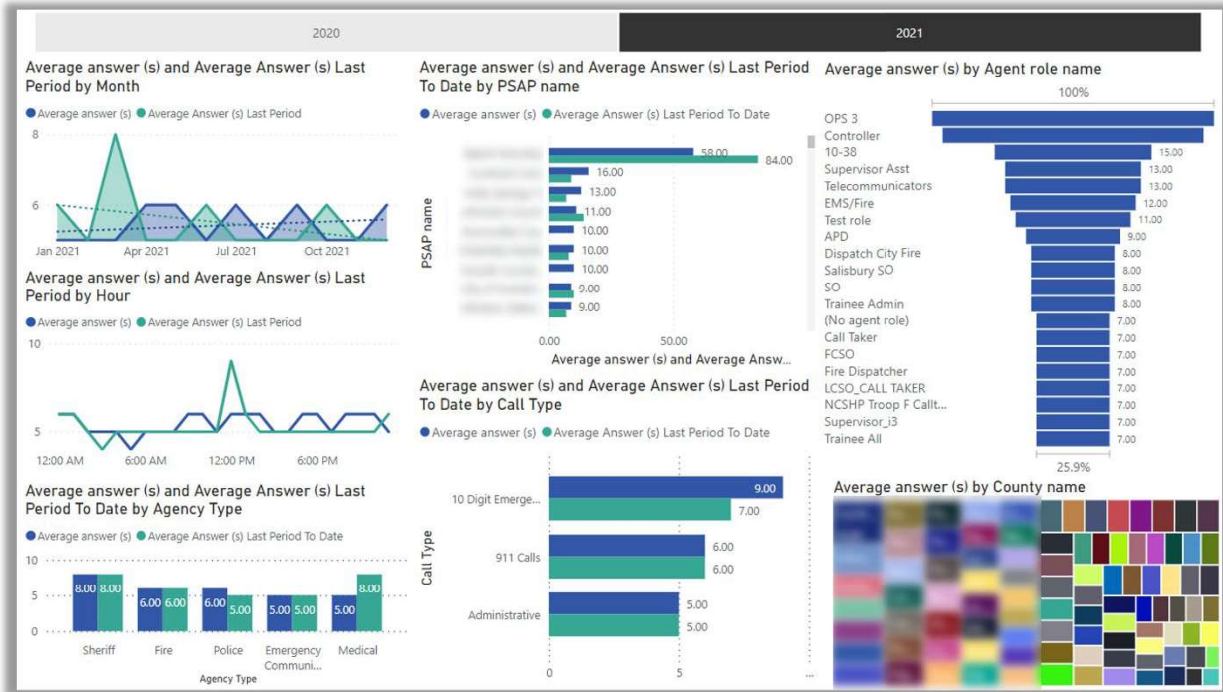 2020
2021
Average answer (s) and Average Answer (s) Last
Period by Month
Average answer (s) Average Answer (s) Last Period
8
6
Jan 2021 Apr 2021 Jul 2021 Oct 2021
Average answer (s) and Average Answer (s) Last
Period by Hour
Average answer (s) Average Answer (s) Last Period
10
5
12:00 AM 6:00 AM 12:00 PM 6:00 PM
Average answer (s) and Average Answer (s) Last
Period To Date by Agency Type
Average answer (s) Average Answer (s) Last Period To Date
10
5
0
8.00 8.00 6.00 6.00 6.00 5.00 5.00 5.00 5.00 8.00
Sheriff Fire Police Emergency Communi... Medical
Agency Type
Average answer (s) and Average Answer (s) Last Period
To Date by PSAP name
Average answer (s) Average Answer (s) Last Period To Date
PSAP name
58.00
84.00
16.00
13.00
11.00
10.00
10.00
10.00
9.00
9.00
0.00 50.00
Average answer (s) and Average Answ...
Average answer (s) and Average Answer (s) Last Period
To Date by Call Type
Average answer (s) Average Answer (s) Last Period To Date
Call Type
10 Digit Emerge... 9.00
7.00
911 Calls 6.00
6.00
Administrative 5.00
5.00
0 5 ...
Average answer (s) by Agent role name
100%
OPS 3
Controller
10-38 15.00
Supervisor Asst 13.00
Telecommunicators 13.00
EMS/Fire 12.00
Test role 11.00
APD 9.00
Dispatch City Fire 8.00
Salisbury SO 8.00
SO 8.00
Trainee Admin 8.00
(No agent role) 7.00
Call Taker 7.00
FCSO 7.00
Fire Dispatcher 7.00
LCSO_CALL TAKER 7.00
NCSHP Troop F Callt... 7.00
Supervisor_i3 7.00
Trainee All 7.00
25.9%
Average answer (s) by County name